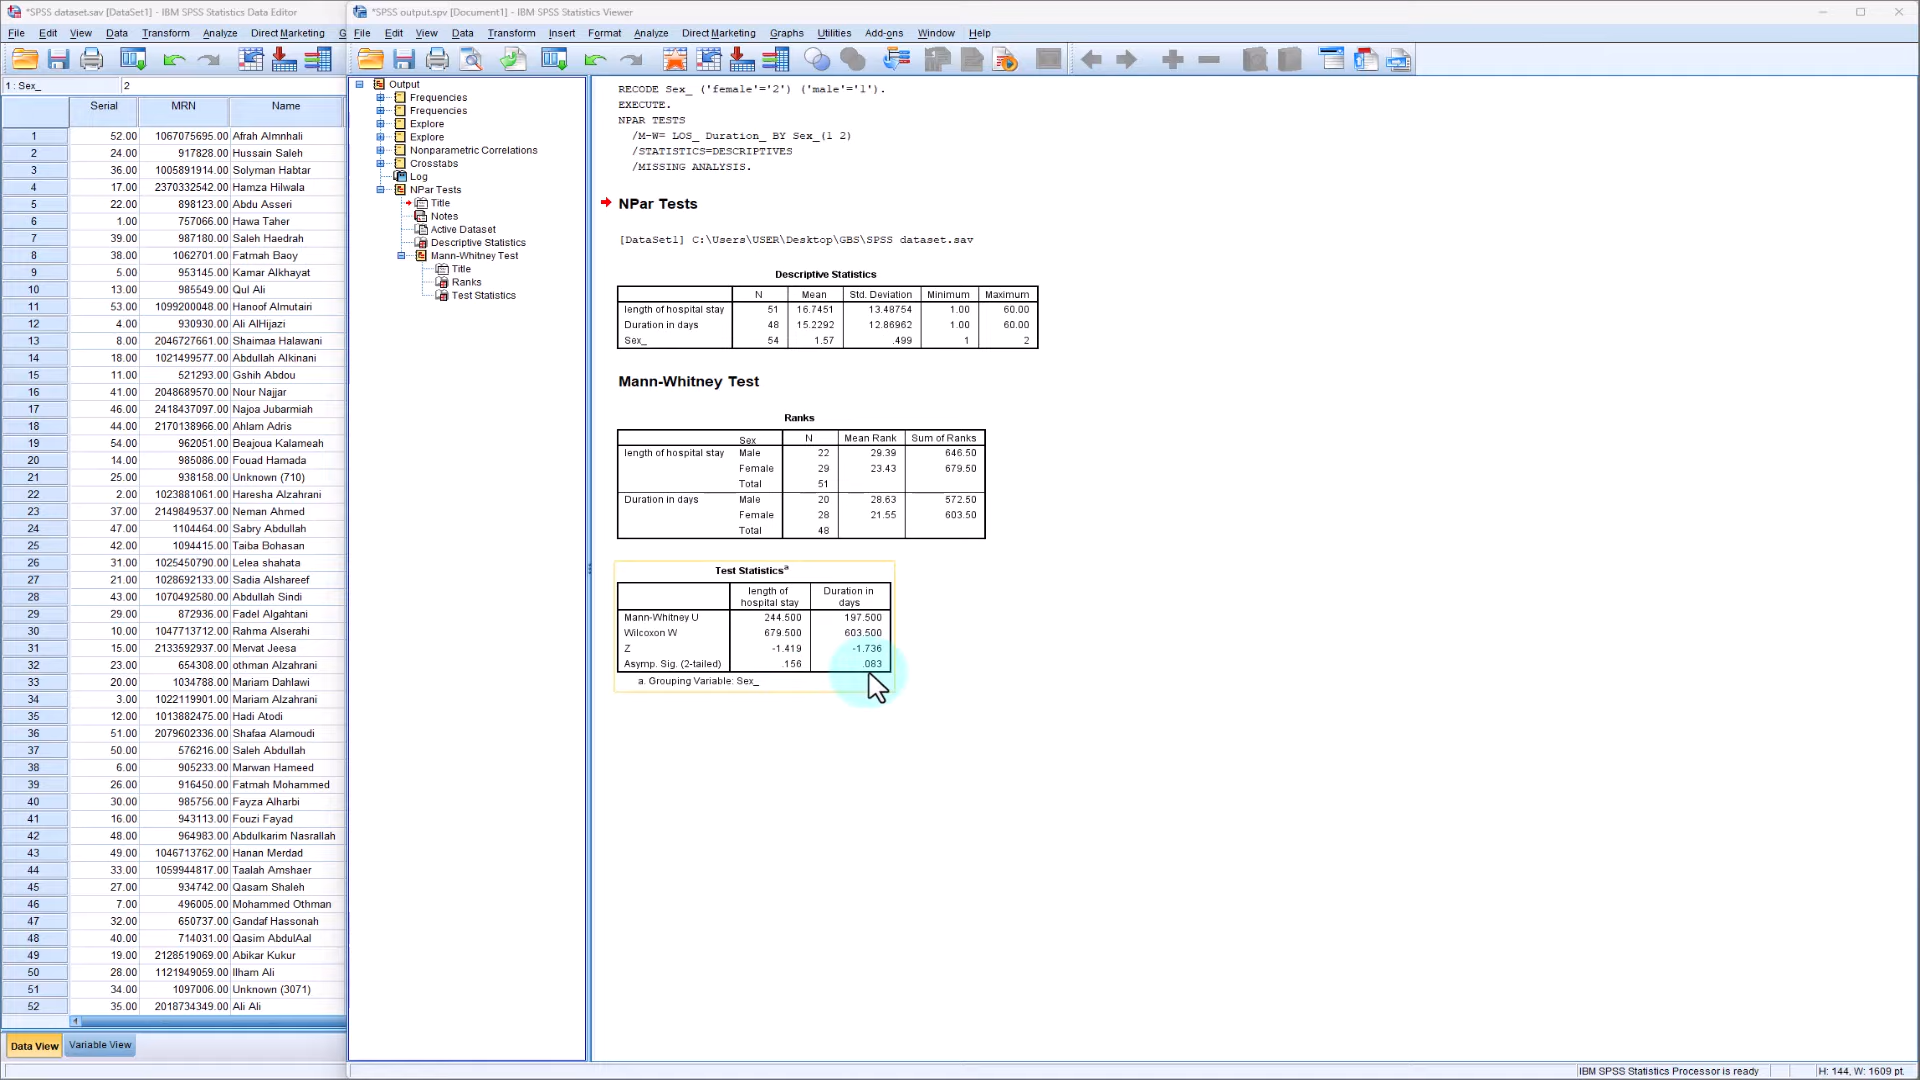 *SPSS dataset.sav [DataSet1] - IBM SPSS Statistics Data Editor
File Edit View Data Transform Analyze Direct Marketing G
1 : Sex_ 2
Serial MRN Name
1 52.00 1067075695.00 Afrah Almnhali
2 24.00 917828.00 Hussain Saleh
3 36.00 1005891914.00 Solyman Habtar
4 17.00 2370332542.00 Hamza Hilwala
5 22.00 898123.00 Abdu Asseri
6 1.00 757066.00 Hawa Taher
7 39.00 987180.00 Saleh Haedrah
8 38.00 1062701.00 Fatmah Baoy
9 5.00 953145.00 Kamar Alkhayat
10 13.00 985549.00 Qul Ali
11 53.00 1099200048.00 Hanoof Almutairi
12 4.00 930930.00 Ali AlHijazi
13 8.00 2046727661.00 Shaimaa Halawani
14 18.00 1021499577.00 Abdullah Alkinani
15 11.00 521293.00 Gshih Abdou
16 41.00 2048689570.00 Nour Najjar
17 46.00 2418437097.00 Najoa Jubarmiah
18 44.00 2170138966.00 Ahlam Adris
19 54.00 962051.00 Beajoua Kalameah
20 14.00 985086.00 Fouad Hamada
21 25.00 938158.00 Unknown (710)
22 2.00 1023881061.00 Haresha Alzahrani
23 37.00 2149849537.00 Neman Ahmed
24 47.00 1104464.00 Sabry Abdullah
25 42.00 1094415.00 Taiba Bohasan
26 31.00 1025450790.00 Lelea shahata
27 21.00 1028692133.00 Sadia Alshareef
28 43.00 1070492580.00 Abdullah Sindi
29 29.00 872936.00 Fadel Algahtani
30 10.00 1047713712.00 Rahma Alserahi
31 15.00 2133592937.00 Mervat Jeesa
32 23.00 654308.00 othman Alzahrani
33 20.00 1034788.00 Mariam Dahlawi
34 3.00 1022119901.00 Mariam Alzahrani
35 12.00 1013882475.00 Hadi Atodi
36 51.00 2079602336.00 Shafaa Alamoudi
37 50.00 576216.00 Saleh Abdullah
38 6.00 905233.00 Marwan Hameed
39 26.00 916450.00 Fatmah Mohammed
40 30.00 985756.00 Fayza Alharbi
41 16.00 943113.00 Fouzi Fayad
42 48.00 964983.00 Abdulkarim Nasrallah
43 49.00 1046713762.00 Hanan Merdad
44 33.00 1059944817.00 Taalah Amshaer
45 27.00 934742.00 Qasam Shaleh
46 7.00 496005.00 Mohammed Othman
47 32.00 650737.00 Gandaf Hassonah
48 40.00 714031.00 Qasim AbdulAal
49 19.00 2128519069.00 Abikar Kukur
50 28.00 1121949059.00 Ilham Ali
51 34.00 1097006.00 Unknown (3071)
52 35.00 2018734349.00 Ali Ali
Data View Variable View
*SPSS output.spv [Document1] - IBM SPSS Statistics Viewer
File Edit View Data Transform Insert Format Analyze Direct Marketing Graphs Utilities Add-ons Window Help
Output
Frequencies
Frequencies
Explore
Explore
Nonparametric Correlations
Crosstabs
Log
NPar Tests
Title
Notes
Active Dataset
Descriptive Statistics
Mann-Whitney Test
Title
Ranks
Test Statistics
RECODE Sex_ ('female'='2') ('male'='1').
EXECUTE.
NPAR TESTS
/M-W= LOS_ Duration_ BY Sex_(1 2)
/STATISTICS=DESCRIPTIVES
/MISSING ANALYSIS.
NPar Tests
[DataSet1] C:\Users\USER\Desktop\GBS\SPSS dataset.sav
Descriptive Statistics
N Mean Std. Deviation Minimum Maximum
length of hospital stay 51 16.7451 13.48754 1.00 60.00
Duration in days 48 15.2292 12.86962 1.00 60.00
Sex_ 54 1.57 .499 1 2
Mann-Whitney Test
Ranks
Sex N Mean Rank Sum of Ranks
length of hospital stay Male 22 29.39 646.50
Female 29 23.43 679.50
Total 51
Duration in days Male 20 28.63 572.50
Female 28 21.55 603.50
Total 48
Test Statisticsa
length of hospital stay Duration in days
Mann-Whitney U 244.500 197.500
Wilcoxon W 679.500 603.500
Z -1.419 -1.736
Asymp. Sig. (2-tailed) .156 .083
a. Grouping Variable: Sex_
IBM SPSS Statistics Processor is ready H: 144, W: 1609 pt.